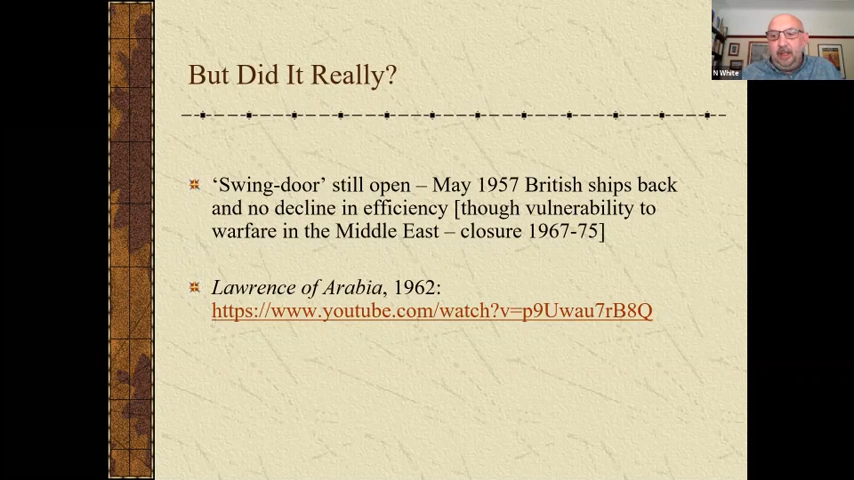 N White
But Did It Really?
‘Swing-door’ still open – May 1957 British ships back
and no decline in efficiency [though vulnerability to
warfare in the Middle East – closure 1967-75]
Lawrence of Arabia, 1962:
https://www.youtube.com/watch?v=p9Uwau7rB8Q